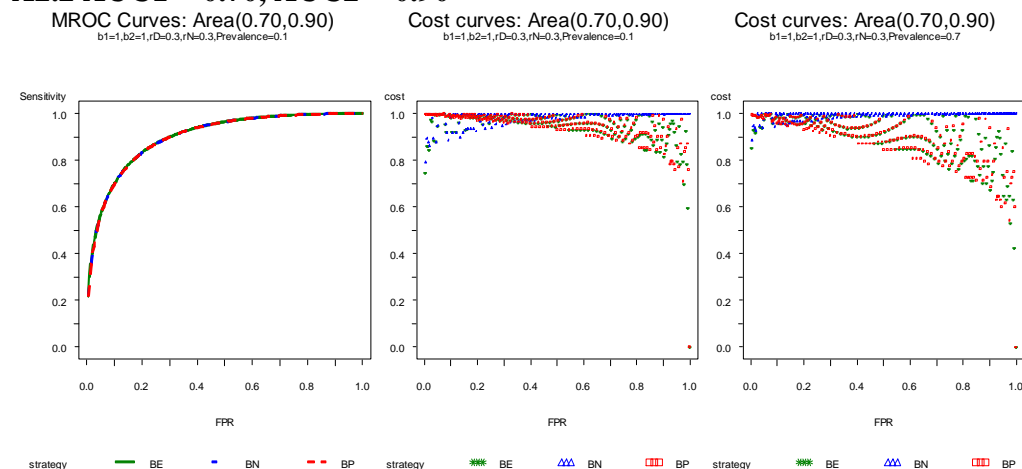 MROC Curves: Area(0.70,0.90)
b1=1,b2=1,rD=0.3,rN=0.3,Prevalence=0.1
Sensitivity
1.0
0.8
0.6
0.4
0.2
0.0
0.0 0.2 0.4 0.6 0.8 1.0
FPR
strategy BE BN BP
Cost curves: Area(0.70,0.90)
b1=1,b2=1,rD=0.3,rN=0.3,Prevalence=0.1
cost
1.0
0.8
0.6
0.4
0.2
0.0
0.0 0.2 0.4 0.6 0.8 1.0
FPR
strategy BE BN BP
Cost curves: Area(0.70,0.90)
b1=1,b2=1,rD=0.3,rN=0.3,Prevalence=0.7
cost
1.0
0.8
0.6
0.4
0.2
0.0
0.0 0.2 0.4 0.6 0.8 1.0
FPR
strategy BE BN BP